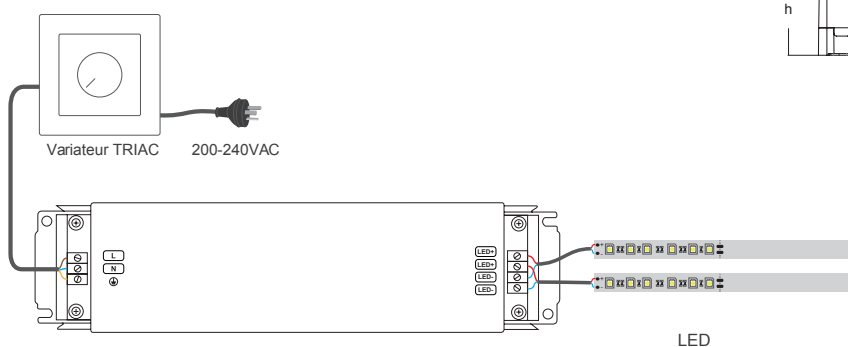 h
Variateur TRIAC
200-240VAC
L
N
LED+
LED+
LED-
LED-
LED